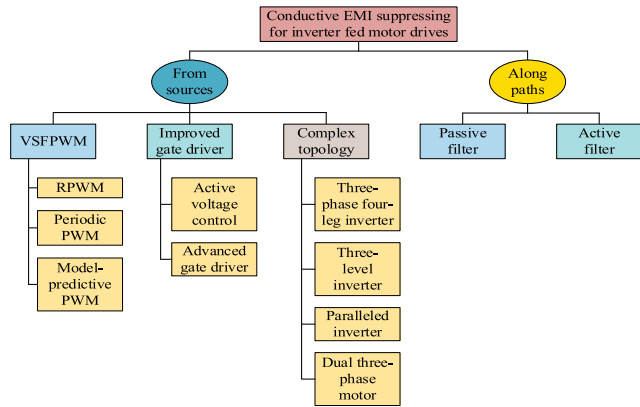 Conductive EMI suppressing
for inverter fed motor drives
From
sources
Along
paths
VSFPWM
Improved
gate driver
Complex
topology
Passive
filter
Active
filter
RPWM
Periodic
PWM
Model-
predictive
PWM
Active
voltage
control
Advanced
gate driver
Three-
phase four-
leg inverter
Three-
level
inverter
Paralleled
inverter
Dual three-
phase
motor